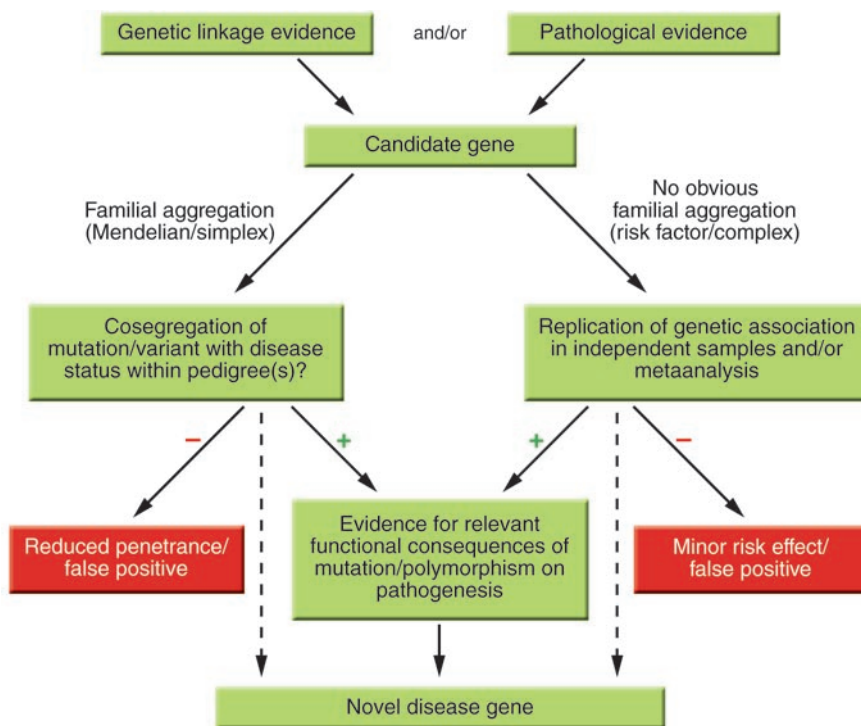 Genetic linkage evidence
and/or
Pathological evidence
Candidate gene
Familial aggregation
(Mendelian/simplex)
No obvious
familial aggregation
(risk factor/complex)
Cosegregation of
mutation/variant with disease
status within pedigree(s)?
Replication of genetic association
in independent samples and/or
metaanalysis
−
+
+
−
Reduced penetrance/
false positive
Evidence for relevant
functional consequences of
mutation/polymorphism on
pathogenesis
Minor risk effect/
false positive
Novel disease gene